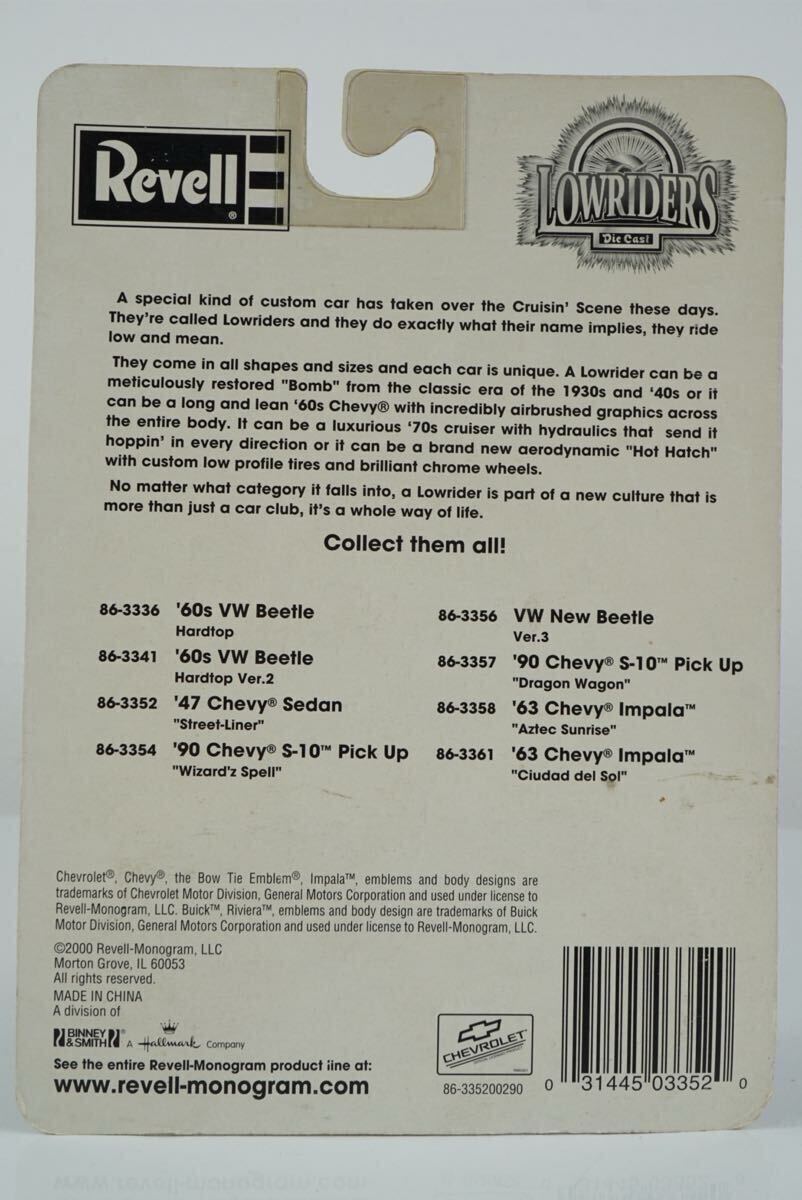 Revell®
LOWRIDERS
Die Cast
A special kind of custom car has taken over the Cruisin' Scene these days.
They're called Lowriders and they do exactly what their name implies, they ride
low and mean.
They come in all shapes and sizes and each car is unique. A Lowrider can be a
meticulously restored "Bomb" from the classic era of the 1930s and '40s or it
can be a long and lean '60s Chevy® with incredibly airbrushed graphics across
the entire body. It can be a luxurious '70s cruiser with hydraulics that send it
hoppin' in every direction or it can be a brand new aerodynamic "Hot Hatch"
with custom low profile tires and brilliant chrome wheels.
No matter what category it falls into, a Lowrider is part of a new culture that is
more than just a car club, it's a whole way of life.
Collect them all!
86-3336 '60s VW Beetle
Hardtop
86-3341 '60s VW Beetle
Hardtop Ver.2
86-3352 '47 Chevy® Sedan
"Street-Liner"
86-3354 '90 Chevy® S-10™ Pick Up
"Wizard'z Spell"
86-3356 VW New Beetle
Ver.3
86-3357 '90 Chevy® S-10™ Pick Up
"Dragon Wagon"
86-3358 '63 Chevy® Impala™
"Aztec Sunrise"
86-3361 '63 Chevy® Impala™
"Ciudad del Sol"
Chevrolet®, Chevy®, the Bow Tie Emblem®, Impala™, emblems and body designs are
trademarks of Chevrolet Motor Division, General Motors Corporation and used under license to
Revell-Monogram, LLC. Buick™, Riviera™, emblems and body design are trademarks of Buick
Motor Division, General Motors Corporation and used under license to Revell-Monogram, LLC.
©2000 Revell-Monogram, LLC
Morton Grove, IL 60053
All rights reserved.
MADE IN CHINA
A division of
BINNEY & SMITH® A Hallmark Company
See the entire Revell-Monogram product line at:
www.revell-monogram.com
CHEVROLET
86-335200290
0 31445 03352 0